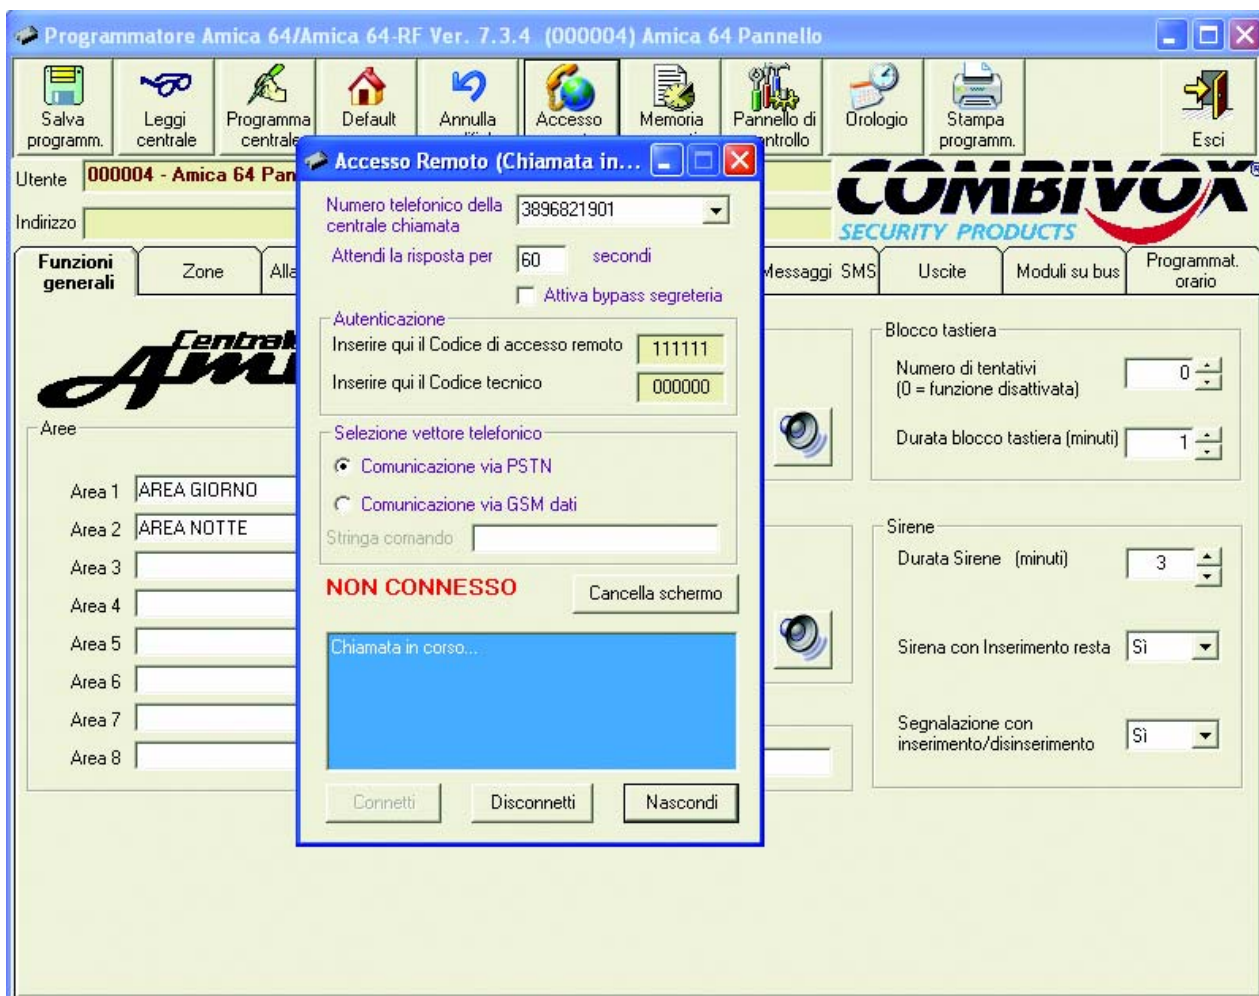 Programmatore Amica 64/Amica 64-RF Ver. 7.3.4 (000004) Amica 64 Pannello
Salva programm.
Leggi centrale
Programma centrale
Default
Annulla
Accesso
Memoria
Pannello di
Orologio
Stampa programm.
Esci
Utente 000004 - Amica 64 Pan
Indirizzo
COMBIVOX®
SECURITY PRODUCTS
Funzioni generali
Zone
Messaggi SMS
Uscite
Moduli su bus
Programmat. orario
Accesso Remoto (Chiamata in...
Numero telefonico della centrale chiamata
3896821901
Attendi la risposta per 60 secondi
Attiva bypass segreteria
Autenticazione
Inserire qui il Codice di accesso remoto 111111
Inserire qui il Codice tecnico 000000
Selezione vettore telefonico
Comunicazione via PSTN
Comunicazione via GSM dati
Stringa comando
NON CONNESSO
Cancella schermo
Chiamata in corso...
Connetti
Disconnetti
Nascondi
Aree
Area 1 AREA GIORNO
Area 2 AREA NOTTE
Area 3
Area 4
Area 5
Area 6
Area 7
Area 8
Blocco tastiera
Numero di tentativi
(0 = funzione disattivata)
0
Durata blocco tastiera (minuti) 1
Sirene
Durata Sirene (minuti) 3
Sirena con Inserimento resta Sì
Segnalazione con
inserimento/disinserimento
Sì